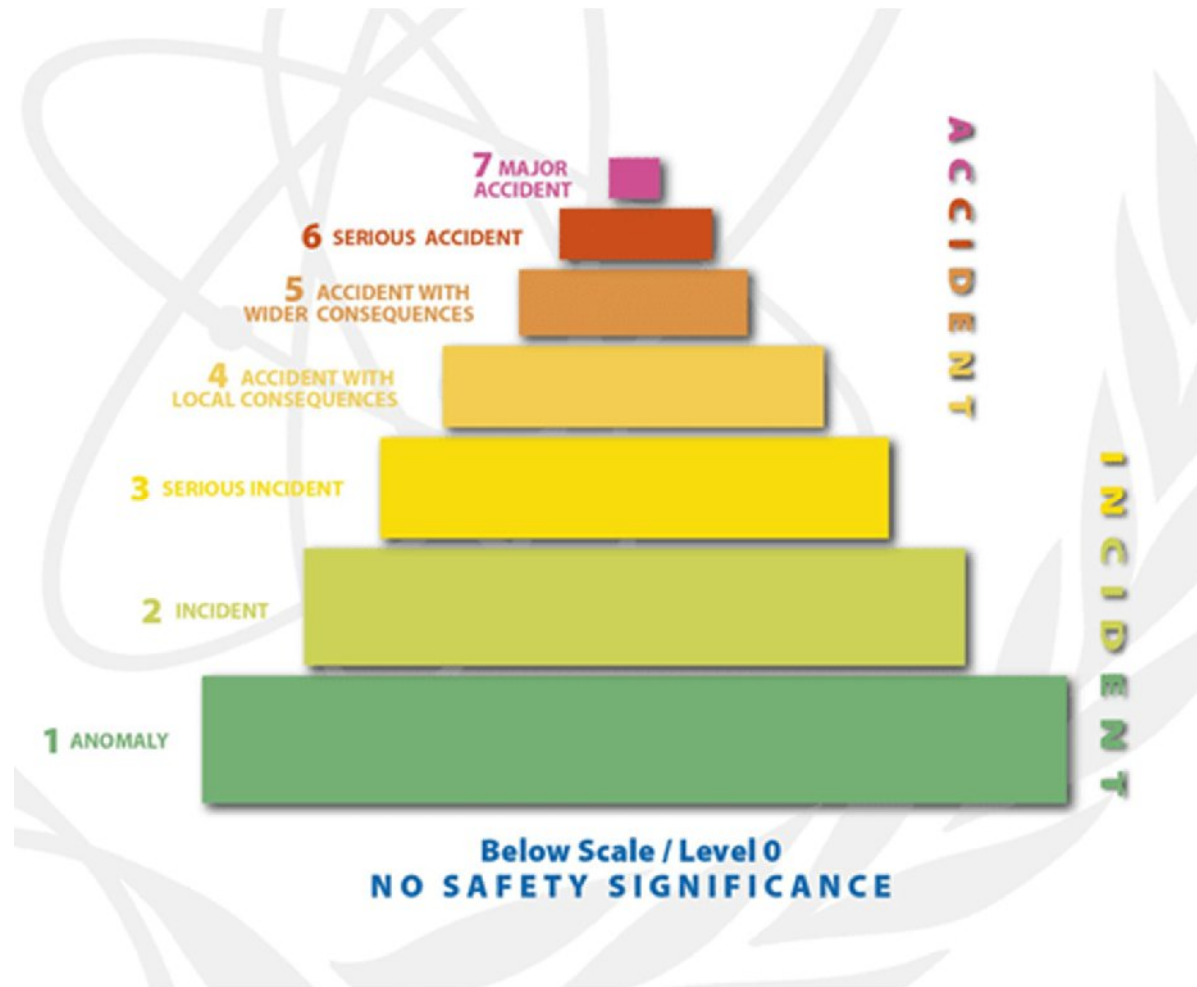 7 MAJOR
ACCIDENT
6 SERIOUS ACCIDENT
5 ACCIDENT WITH
WIDER CONSEQUENCES
4 ACCIDENT WITH
LOCAL CONSEQUENCES
3 SERIOUS INCIDENT
2 INCIDENT
1 ANOMALY
ACCIDENT
INCIDENT
Below Scale / Level 0
NO SAFETY SIGNIFICANCE